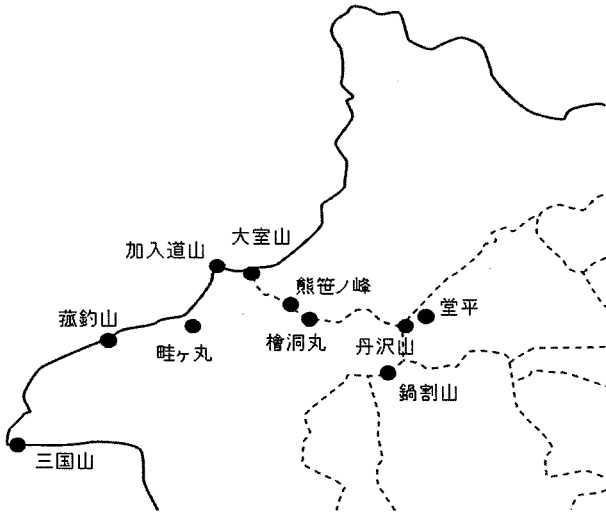 大室山
加入道山
熊笹ノ峰
堂平
菰釣山
畦ヶ丸
檜洞丸
丹沢山
鍋割山
三国山